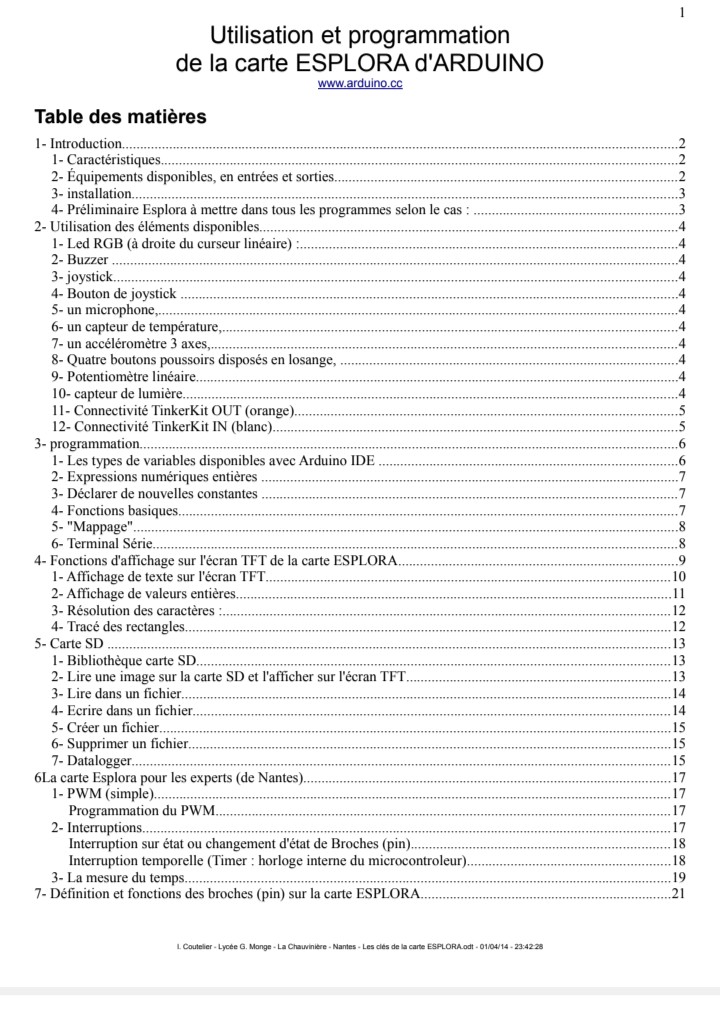 1
Utilisation et programmation
de la carte ESPLORA d'ARDUINO
www.arduino.cc
Table des matières
1- Introduction....................2
1- Caractéristiques....................2
2- Équipements disponibles, en entrées et sorties....................2
3- installation....................3
4- Préliminaire Esplora à mettre dans tous les programmes selon le cas : ....................3
2- Utilisation des éléments disponibles....................4
1- Led RGB (à droite du curseur linéaire) :....................4
2- Buzzer ....................4
3- joystick....................4
4- Bouton de joystick ....................4
5- un microphone,....................4
6- un capteur de température,....................4
7- un accéléromètre 3 axes,....................4
8- Quatre boutons poussoirs disposés en losange, ....................4
9- Potentiomètre linéaire....................4
10- capteur de lumière....................4
11- Connectivité TinkerKit OUT (orange)....................5
12- Connectivité TinkerKit IN (blanc)....................5
3- programmation....................6
1- Les types de variables disponibles avec Arduino IDE ....................6
2- Expressions numériques entières ....................7
3- Déclarer de nouvelles constantes ....................7
4- Fonctions basiques....................7
5- "Mappage"....................8
6- Terminal Série....................8
4- Fonctions d'affichage sur l'écran TFT de la carte ESPLORA....................9
1- Affichage de texte sur l'écran TFT....................10
2- Affichage de valeurs entières....................11
3- Résolution des caractères :....................12
4- Tracé des rectangles....................12
5- Carte SD ....................13
1- Bibliothèque carte SD....................13
2- Lire une image sur la carte SD et l'afficher sur l'écran TFT....................13
3- Lire dans un fichier....................14
4- Ecrire dans un fichier....................14
5- Créer un fichier....................15
6- Supprimer un fichier....................15
7- Datalogger....................15
6La carte Esplora pour les experts (de Nantes)....................17
1- PWM (simple)....................17
Programmation du PWM....................17
2- Interruptions....................17
Interruption sur état ou changement d'état de Broches (pin)....................18
Interruption temporelle (Timer : horloge interne du microcontroleur)....................18
3- La mesure du temps....................19
7- Définition et fonctions des broches (pin) sur la carte ESPLORA....................21
I. Coutelier - Lycée G. Monge - La Chauvinière - Nantes - Les clés de la carte ESPLORA.odt - 01/04/14 - 23:42:28